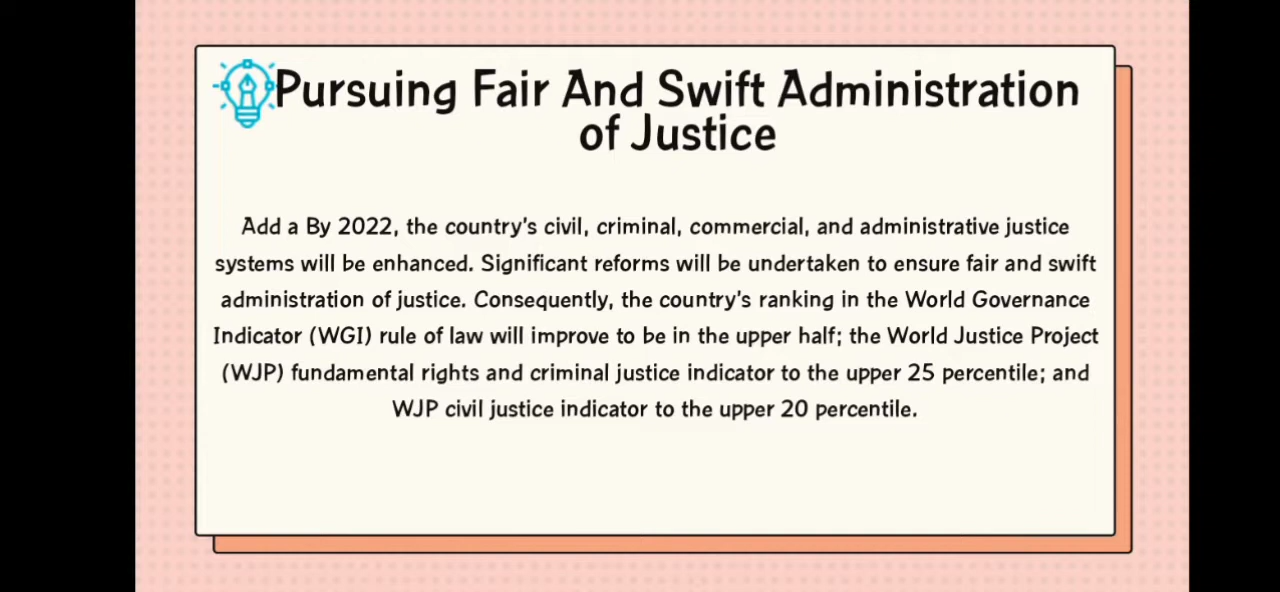 Pursuing Fair And Swift Administration
of Justice
Add a By 2022, the country's civil, criminal, commercial, and administrative justice
systems will be enhanced. Significant reforms will be undertaken to ensure fair and swift
administration of justice. Consequently, the country's ranking in the World Governance
Indicator (WGI) rule of law will improve to be in the upper half; the World Justice Project
(WJP) fundamental rights and criminal justice indicator to the upper 25 percentile; and
WJP civil justice indicator to the upper 20 percentile.